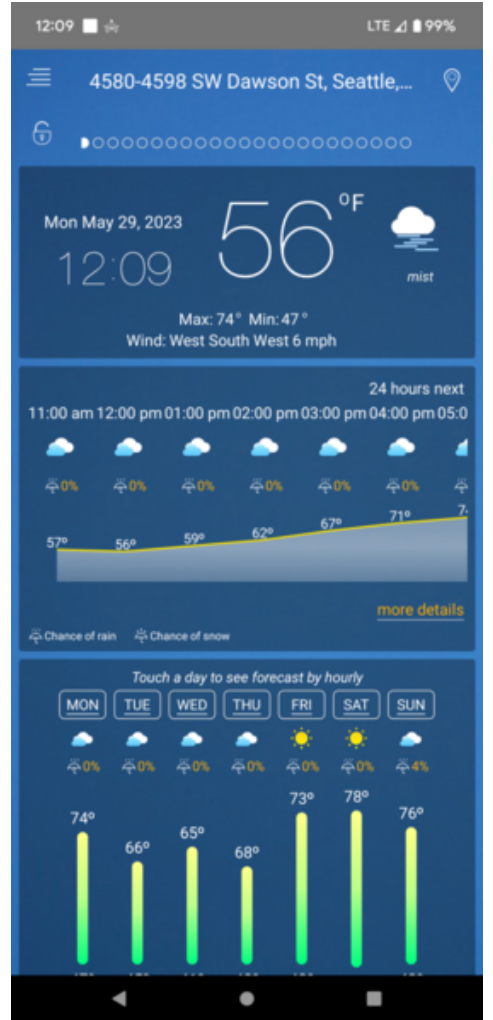 12:09 LTE 99%
4580-4598 SW Dawson St, Seattle,...
Mon May 29, 2023
12:09
56 °F
mist
Max: 74° Min: 47°
Wind: West South West 6 mph
24 hours next
11:00 am 12:00 pm 01:00 pm 02:00 pm 03:00 pm 04:00 pm 05:0
0% 0% 0% 0% 0% 0%
57° 56° 59° 62° 67° 71° 7
more details
Chance of rain Chance of snow
Touch a day to see forecast by hourly
MON TUE WED THU FRI SAT SUN
0% 0% 0% 0% 0% 0% 4%
74° 66° 65° 68° 73° 78° 76°